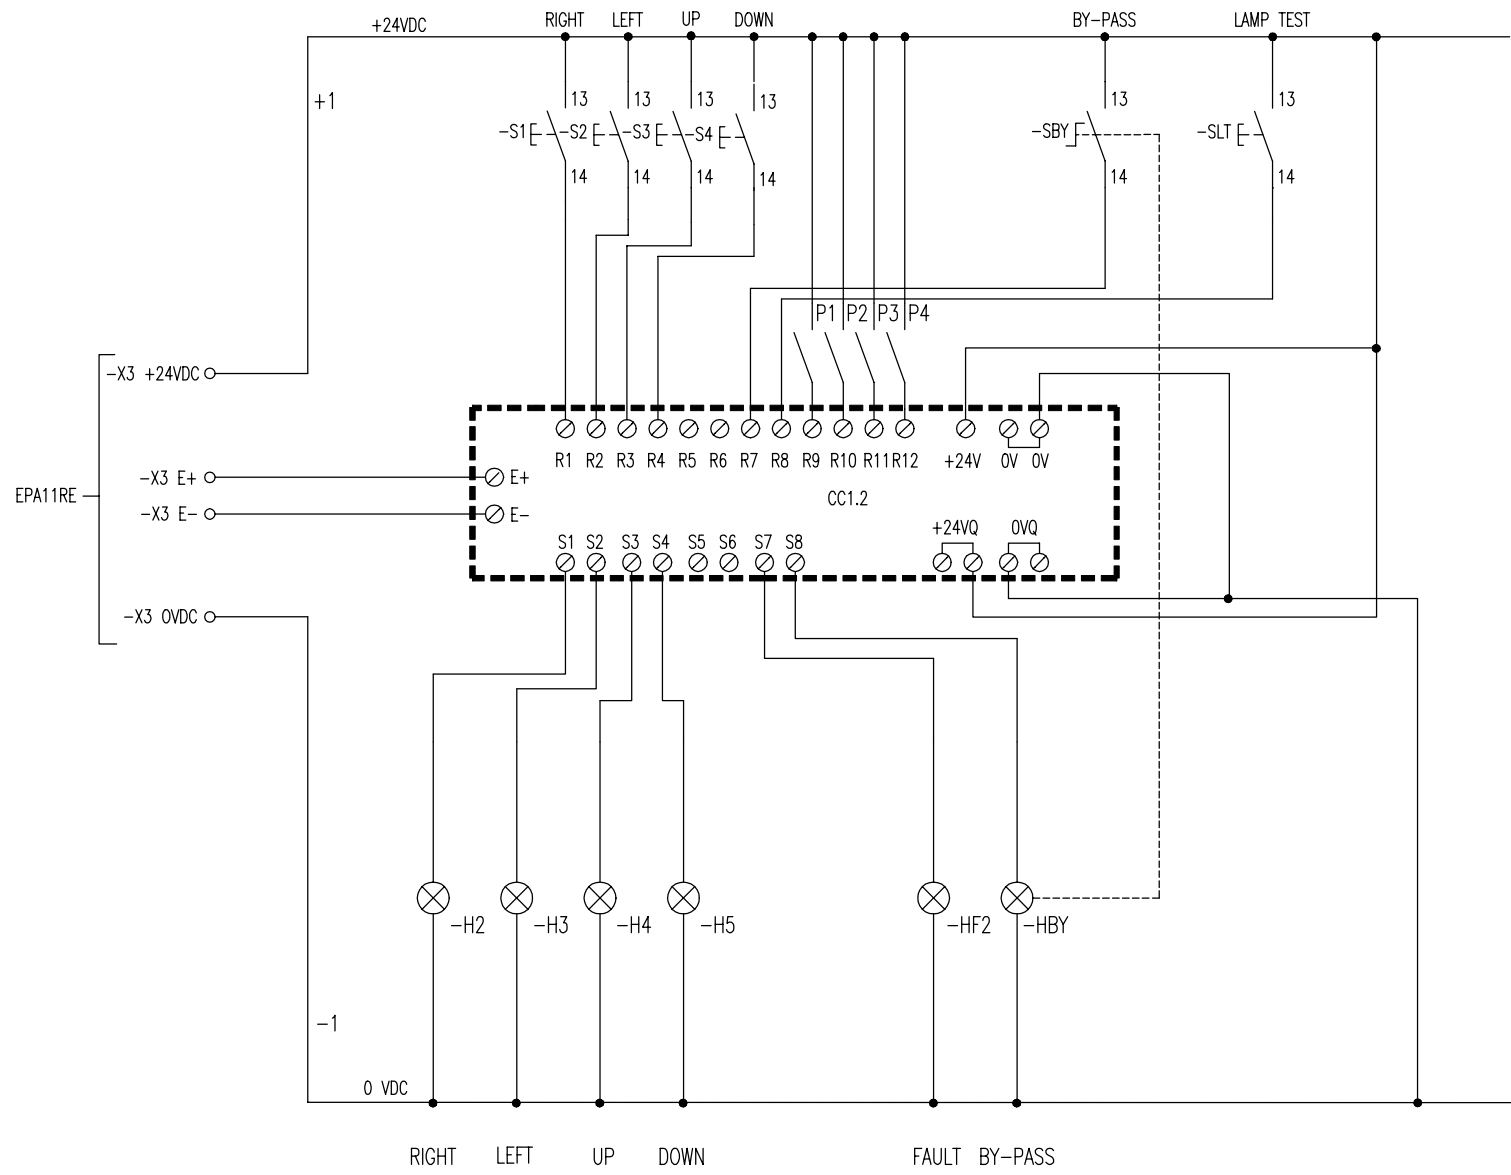 +24VDC RIGHT LEFT UP DOWN BY-PASS LAMP TEST
+1 13 13 13 13 13 13
-S1 -S2 -S3 -S4 -SBY -SLT
14 14 14 14 14 14
P1 P2 P3 P4
-X3 +24VDC
R1 R2 R3 R4 R5 R6 R7 R8 R9 R10 R11 R12 +24V 0V 0V
-X3 E+ E+
EPA11RE CC1.2
-X3 E- E-
+24VQ 0VQ
S1 S2 S3 S4 S5 S6 S7 S8
-X3 0VDC
-H2 -H3 -H4 -H5 -HF2 -HBY
-1
0 VDC
RIGHT LEFT UP DOWN FAULT BY-PASS